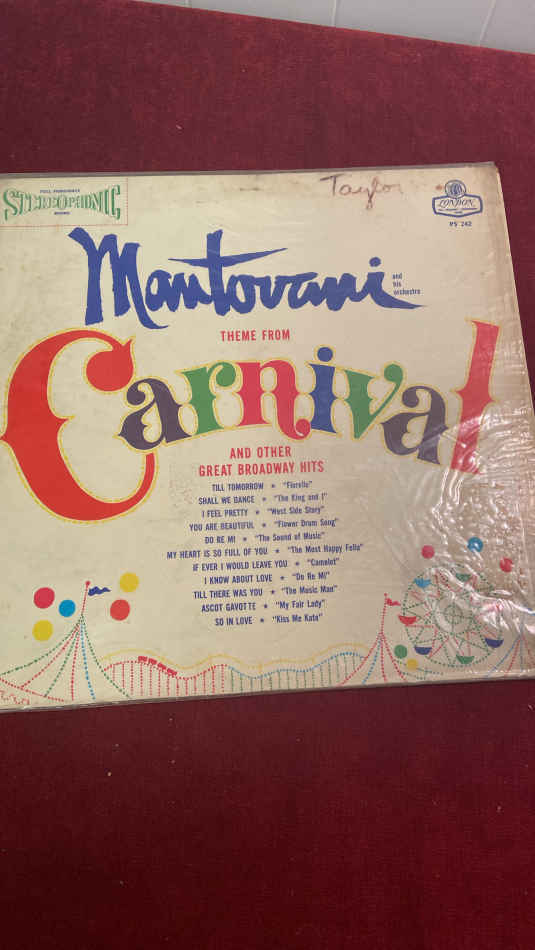 FULL FREQUENCY
STEREOPHONIC
SOUND
Taylor
LONDON
PS 242
Mantovani
and
his
orchestra
THEME FROM
Carnival
AND OTHER
GREAT BROADWAY HITS
TILL TOMORROW ★ "Fiorello"
SHALL WE DANCE ★ "The King and I"
I FEEL PRETTY ★ "West Side Story"
YOU ARE BEAUTIFUL ★ "Flower Drum Song"
DO RE MI ★ "The Sound of Music"
MY HEART IS SO FULL OF YOU ★ "The Most Happy Fella"
IF EVER I WOULD LEAVE YOU ★ "Camelot"
I KNOW ABOUT LOVE ★ "Do Re Mi"
TILL THERE WAS YOU ★ "The Music Man"
ASCOT GAVOTTE ★ "My Fair Lady"
SO IN LOVE ★ "Kiss Me Kate"